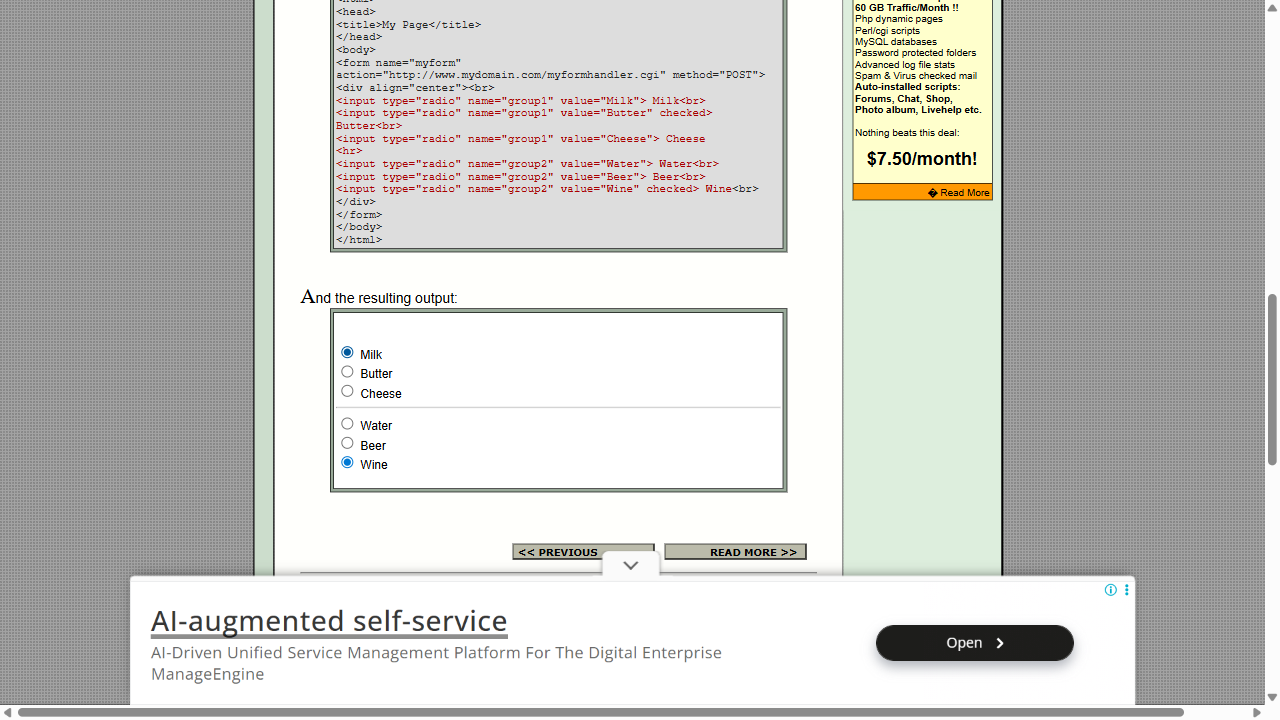 <html>
<head>
<title>My Page</title>
</head>
<body>
<form name="myform"
action="http://www.mydomain.com/myformhandler.cgi" method="POST">
<div align="center"><br>
<input type="radio" name="group1" value="Milk"> Milk<br>
<input type="radio" name="group1" value="Butter" checked>
Butter<br>
<input type="radio" name="group1" value="Cheese"> Cheese
<hr>
<input type="radio" name="group2" value="Water"> Water<br>
<input type="radio" name="group2" value="Beer"> Beer<br>
<input type="radio" name="group2" value="Wine" checked> Wine<br>
</div>
</form>
</body>
</html>
And the resulting output:
Milk
Butter
Cheese
Water
Beer
Wine
<< PREVIOUS
READ MORE >>
60 GB Traffic/Month !!
Php dynamic pages
Perl/cgi scripts
MySQL databases
Password protected folders
Advanced log file stats
Spam & Virus checked mail
Auto-installed scripts:
Forums, Chat, Shop,
Photo album, Livehelp etc.
Nothing beats this deal:
$7.50/month!
� Read More
AI-augmented self-service
AI-Driven Unified Service Management Platform For The Digital Enterprise
ManageEngine
Open